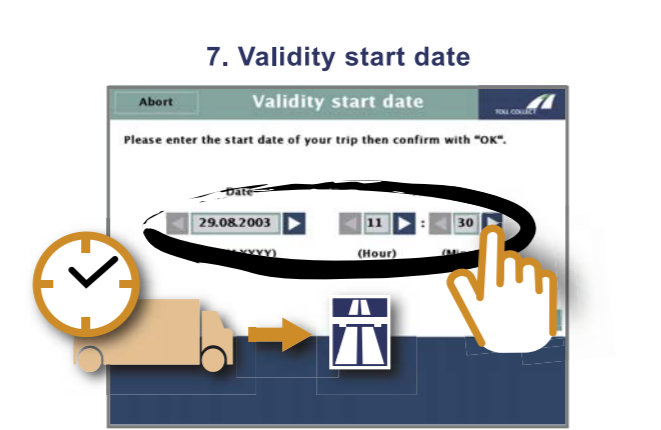 7. Validity start date
Abort Validity start date
TOLL COLLECT
Please enter the start date of your trip then confirm with "OK".
Date
29.08.2003 11 : 30
(Hour)